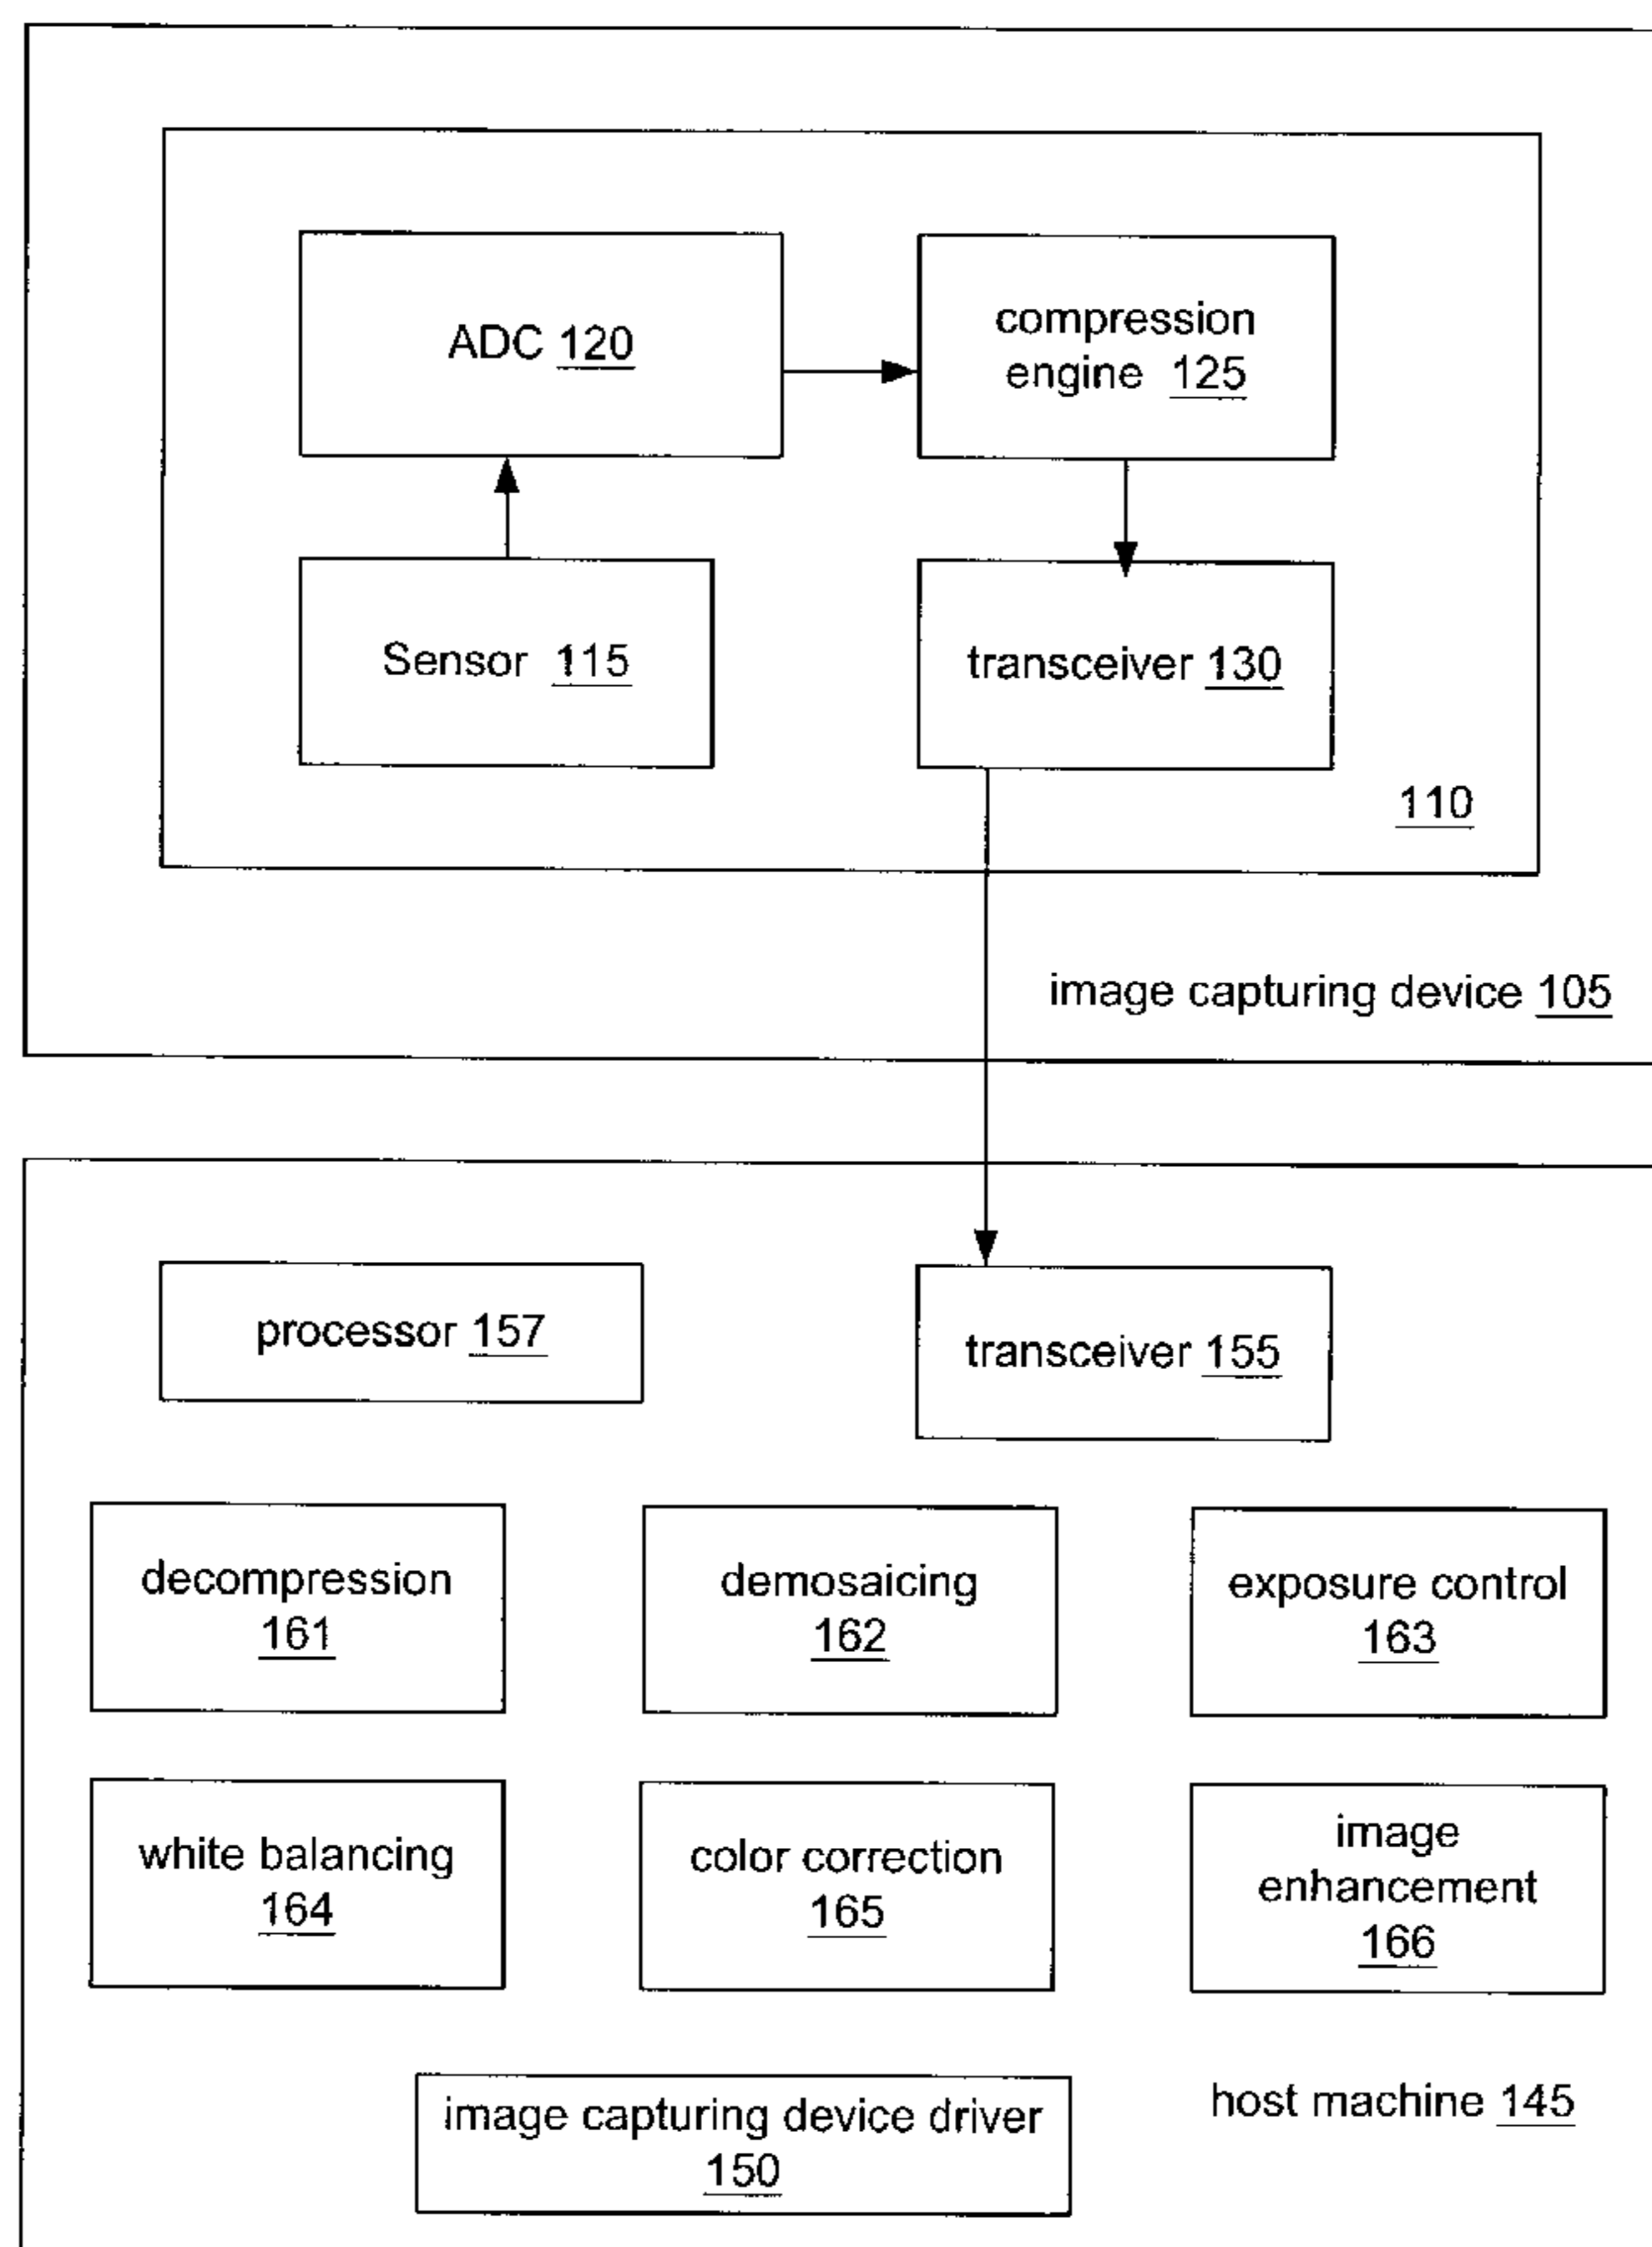 ADC 120
compression
engine 125
Sensor 115
transceiver 130
110
image capturing device 105
processor 157
transceiver 155
decompression
161
demosaicing
162
exposure control
163
white balancing
164
color correction
165
image
enhancement
166
image capturing device driver
150
host machine 145